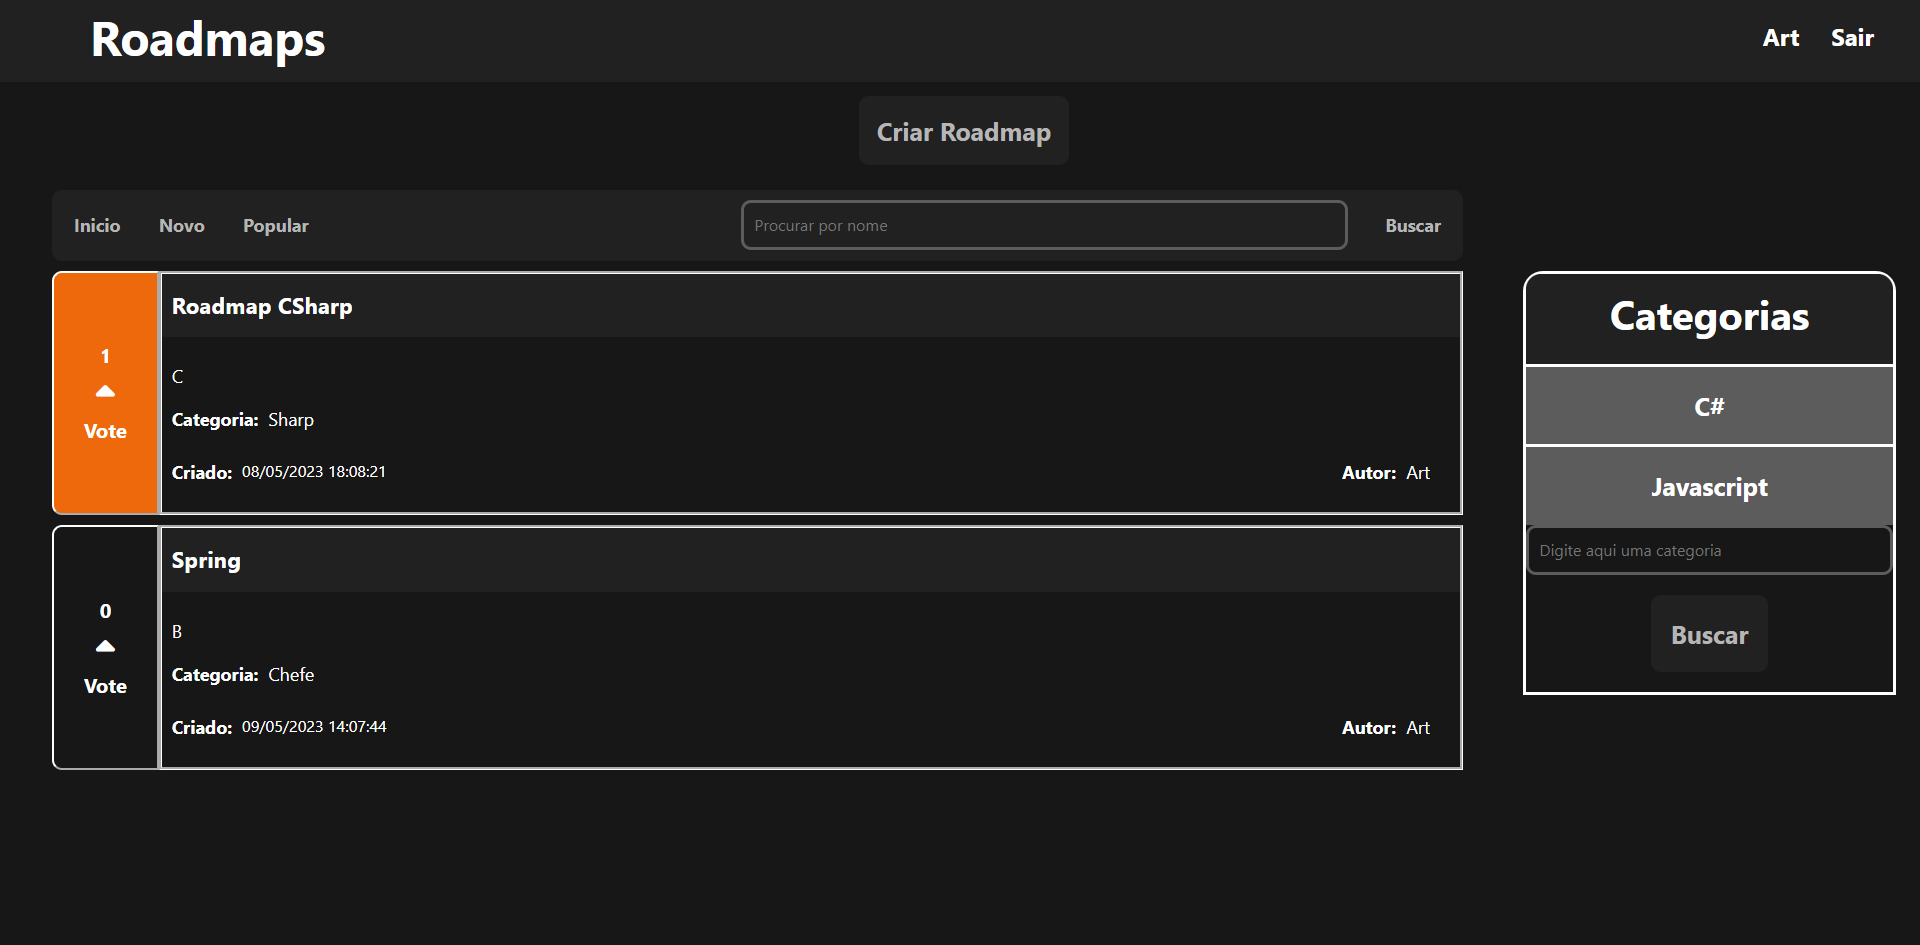 Roadmaps
Art Sair
Criar Roadmap
Inicio Novo Popular Procurar por nome Buscar
1
Vote
Roadmap CSharp
C
Categoria: Sharp
Criado: 08/05/2023 18:08:21 Autor: Art
0
Vote
Spring
B
Categoria: Chefe
Criado: 09/05/2023 14:07:44 Autor: Art
Categorias
C#
Javascript
Digite aqui uma categoria
Buscar